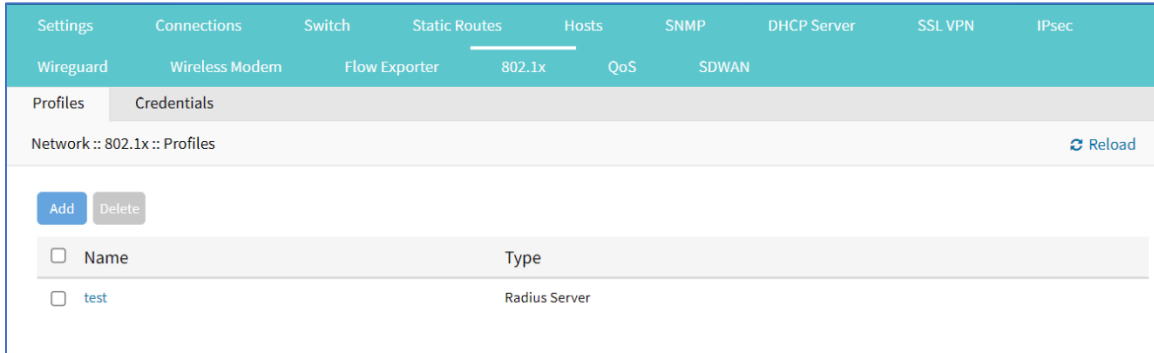 Settings Connections Switch Static Routes Hosts SNMP DHCP Server SSL VPN IPsec
Wireguard Wireless Modem Flow Exporter 802.1x QoS SDWAN
Profiles Credentials
Network :: 802.1x :: Profiles Reload
Add Delete
Name Type
test Radius Server